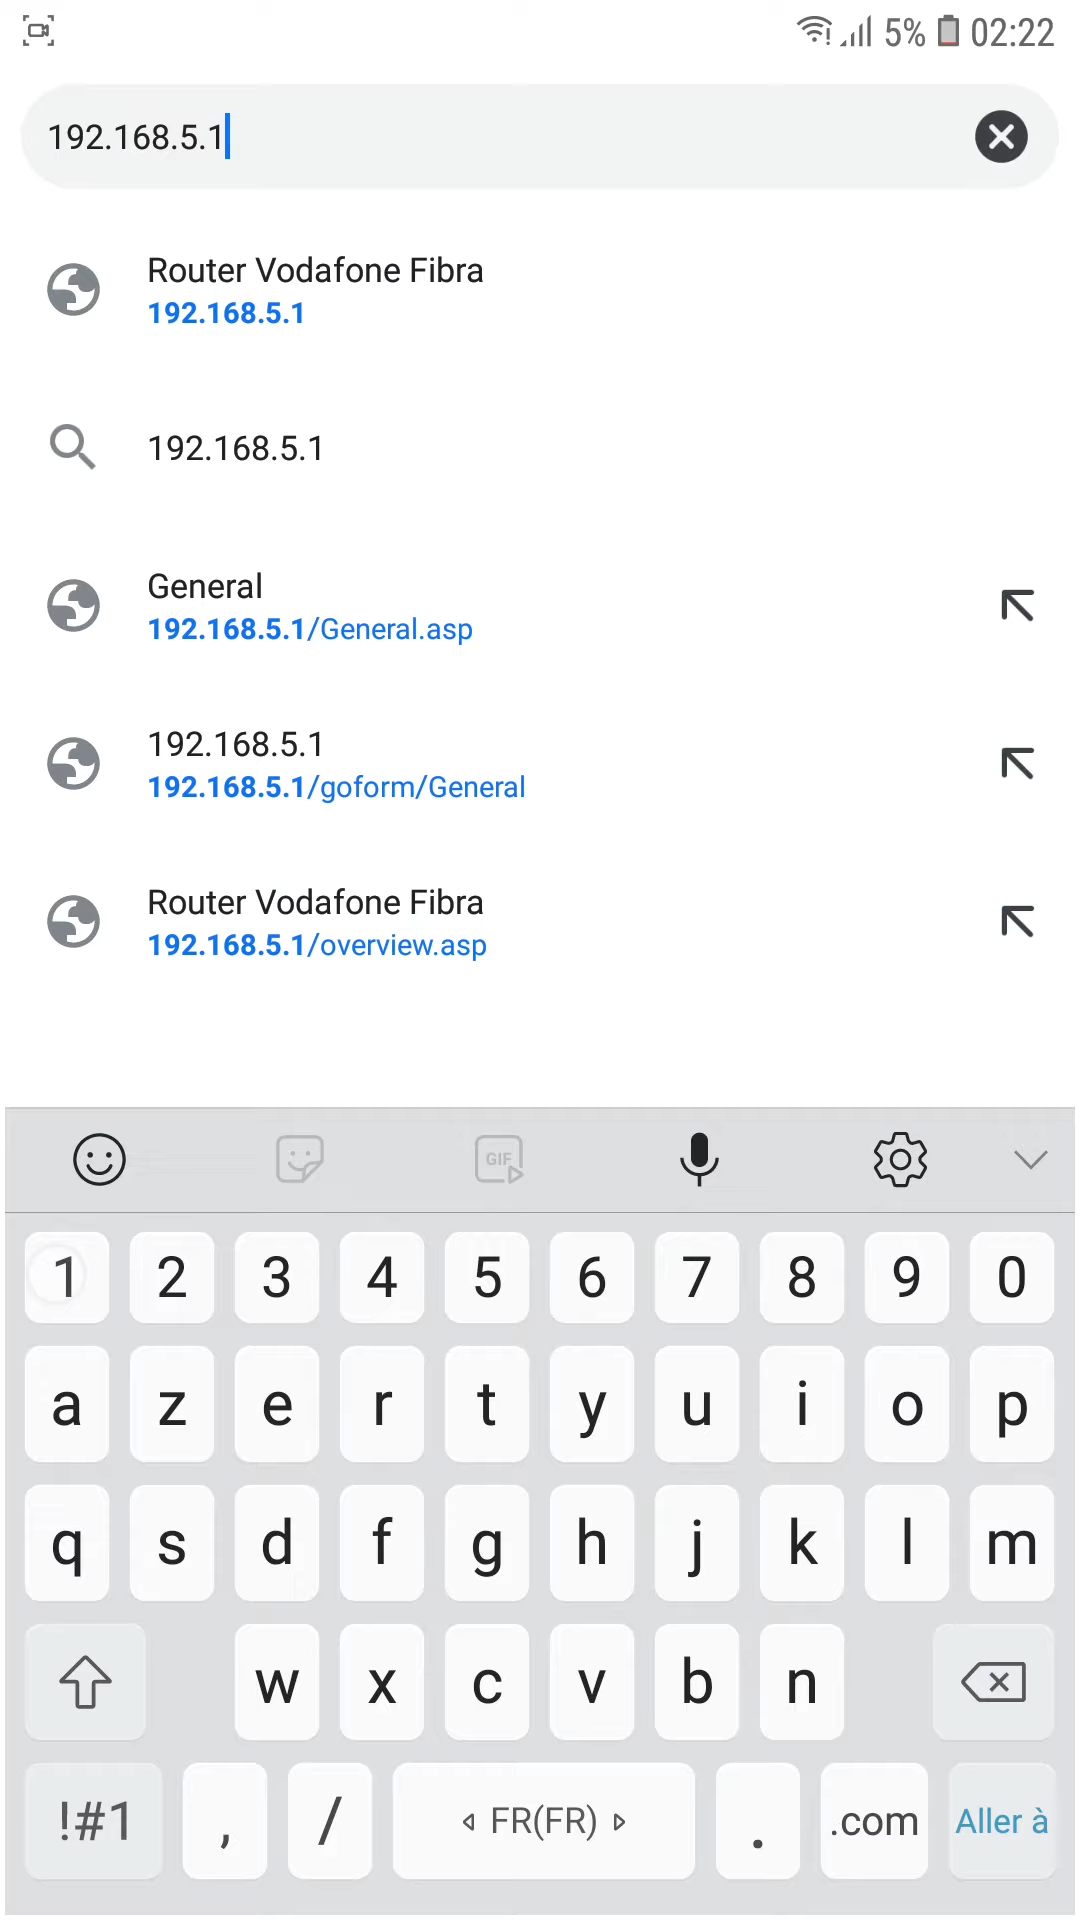 5% 02:22
192.168.5.1
Router Vodafone Fibra
192.168.5.1
192.168.5.1
General
192.168.5.1/General.asp
192.168.5.1
192.168.5.1/goform/General
Router Vodafone Fibra
192.168.5.1/overview.asp
GIF
1 2 3 4 5 6 7 8 9 0
a z e r t y u i o p
q s d f g h j k l m
w x c v b n
!#1 , / FR(FR) . .com Aller à